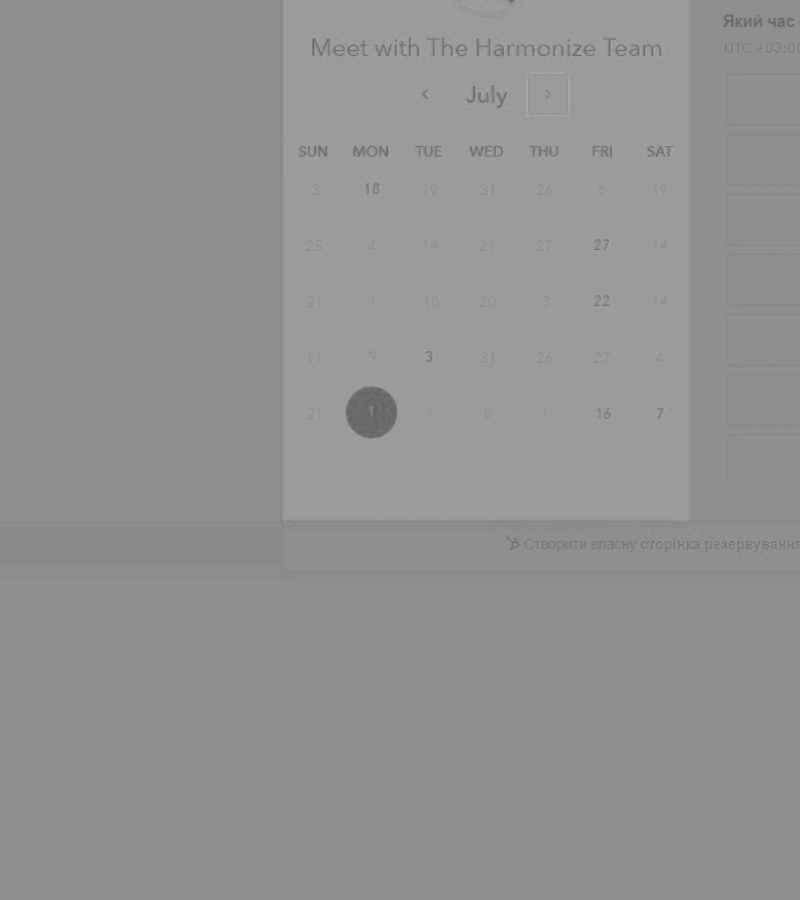 Meet with The Harmonize Team
July
SUN MON TUE WED THU FRI SAT
3 18 19 31 26 6 19
25 4 14 21 27 27 14
21 1 10 20 3 22 14
11 9 3 31 26 27 4
21 1 1 8 1 16 7
Який час
UTC +03:00
Створити власну сторінка резервування